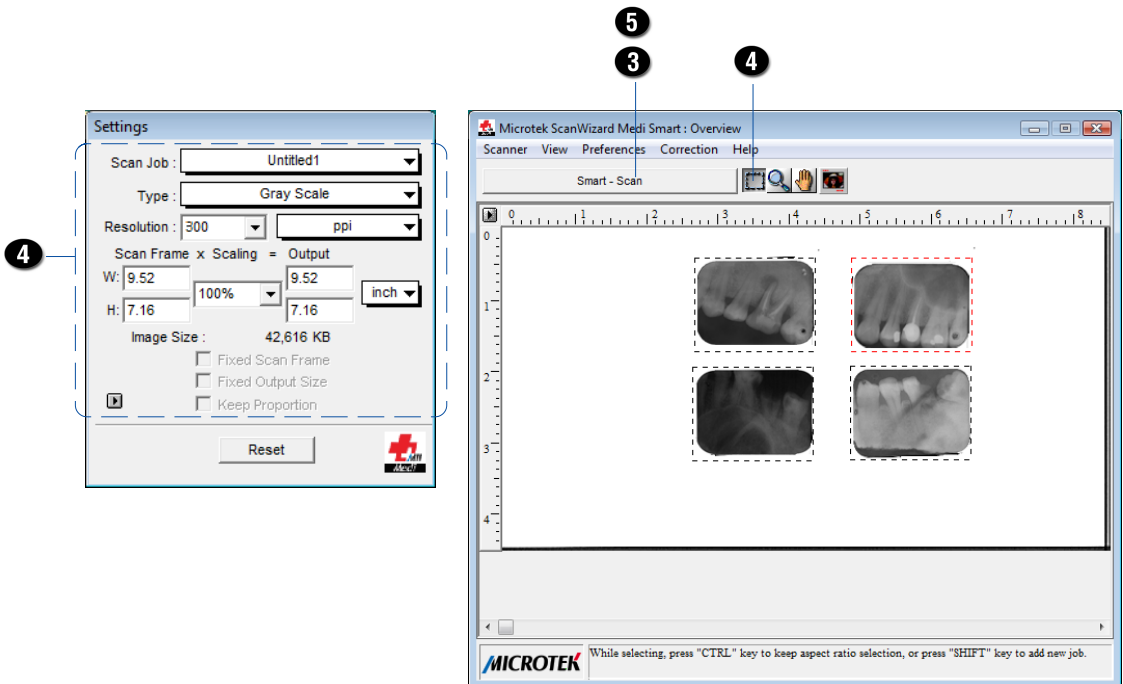 5
3
4
Settings
Scan Job : Untitled1
Type : Gray Scale
Resolution : 300 ppi
Scan Frame x Scaling = Output
W: 9.52 9.52
100% inch
H: 7.16 7.16
Image Size : 42,616 KB
Fixed Scan Frame
Fixed Output Size
Keep Proportion
Reset
Medi
4
Microtek ScanWizard Medi Smart : Overview
Scanner View Preferences Correction Help
Smart - Scan
0 1 2 3 4 5 6 7 8
0
1
2
3
4
MICROTEK
While selecting, press "CTRL" key to keep aspect ratio selection, or press "SHIFT" key to add new job.